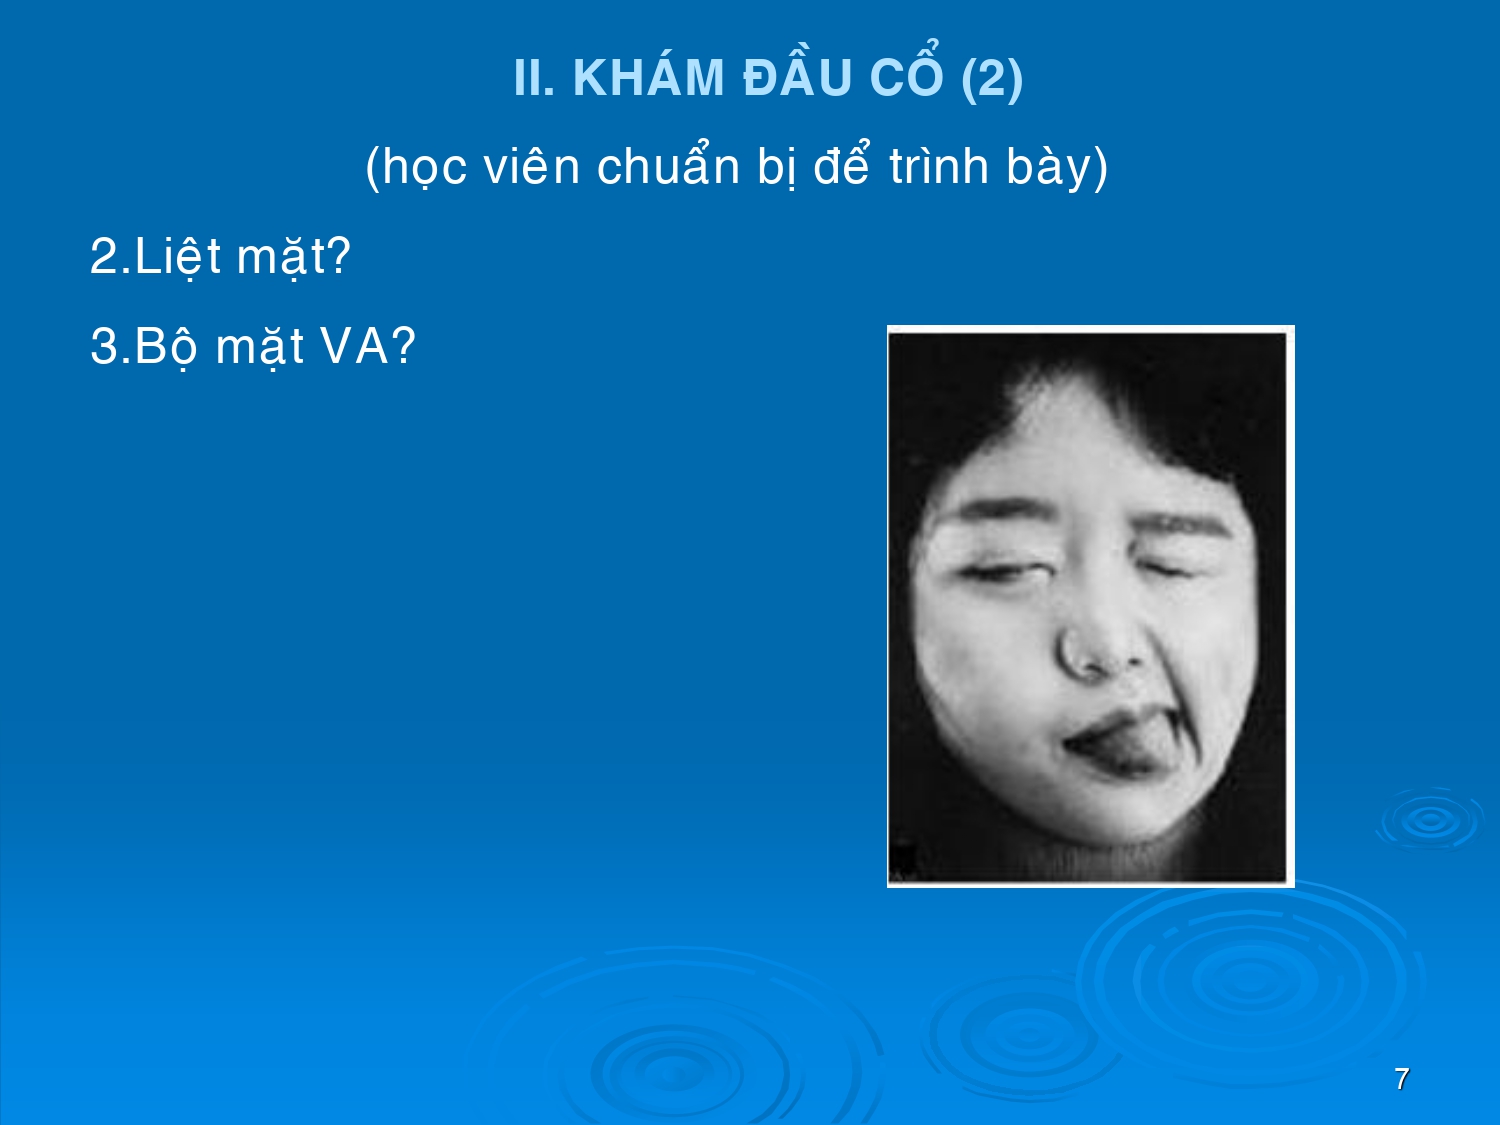 II. KHÁM ĐẦU CỔ (2)
(học viên chuẩn bị để trình bày)
2.Liệt mặt?
3.Bộ mặt VA?
7